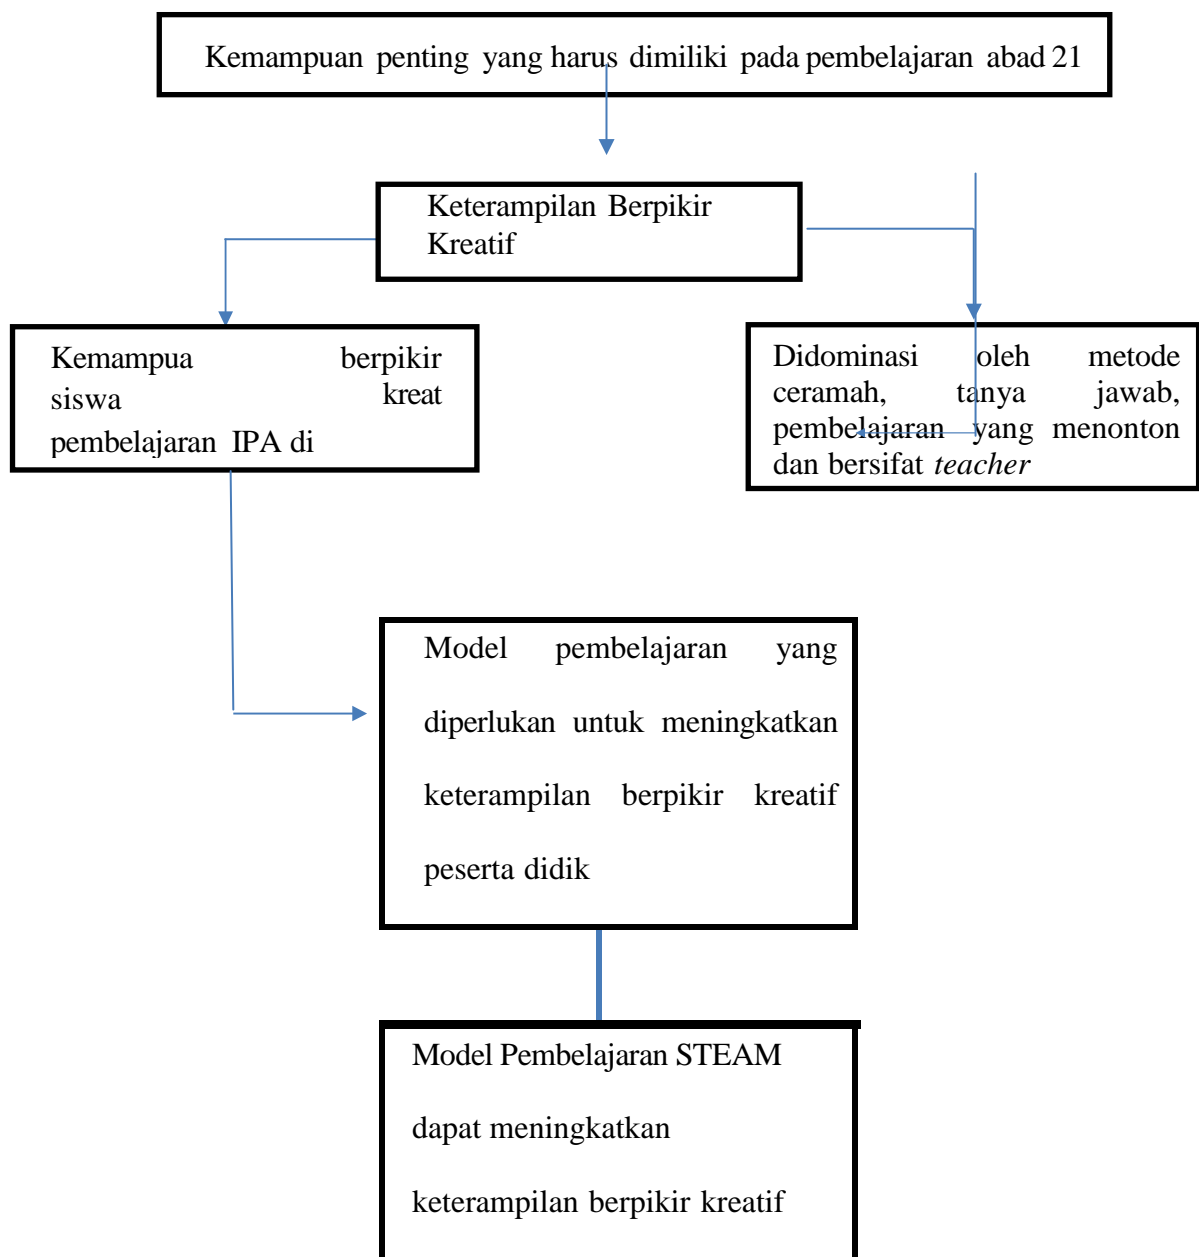 Kemampuan penting yang harus dimiliki pada pembelajaran abad 21
Keterampilan Berpikir
Kreatif
Kemampua berpikir
siswa kreat
pembelajaran IPA di
Didominasi oleh metode
ceramah, tanya jawab,
pembelajaran yang menonton
dan bersifat teacher
Model pembelajaran yang
diperlukan untuk meningkatkan
keterampilan berpikir kreatif
peserta didik
Model Pembelajaran STEAM
dapat meningkatkan
keterampilan berpikir kreatif